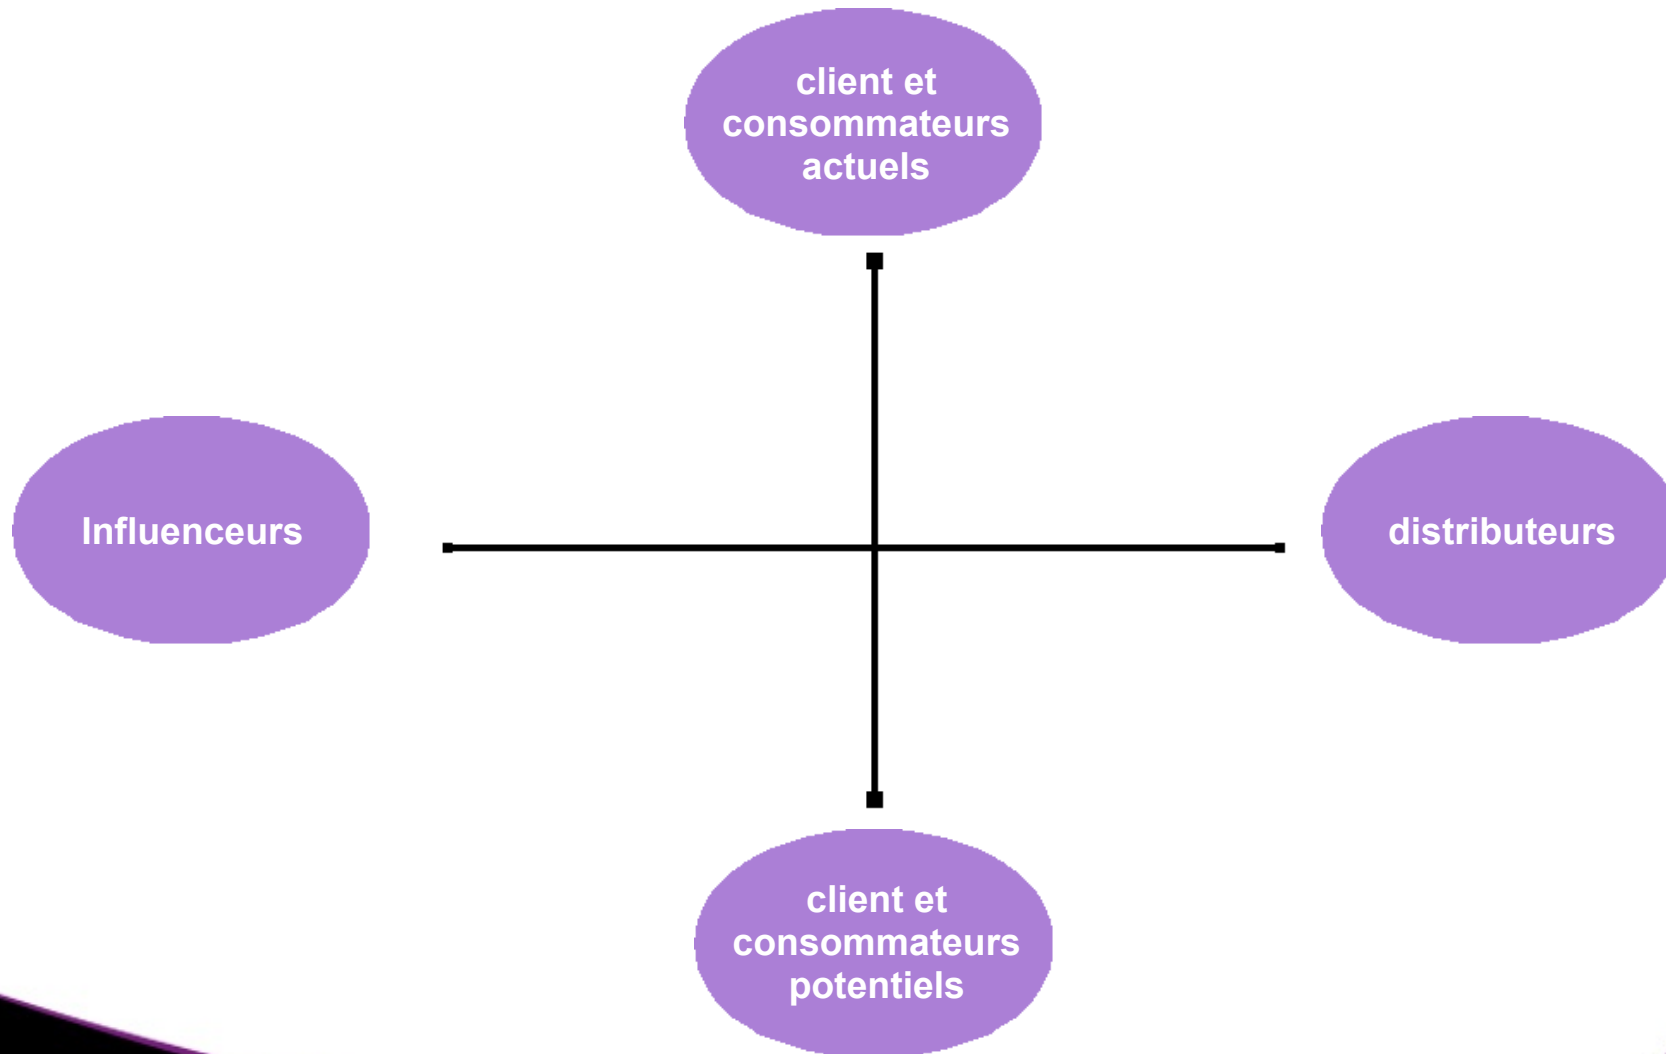 client et
consommateurs
actuels
Influenceurs
distributeurs
client et
consommateurs
potentiels